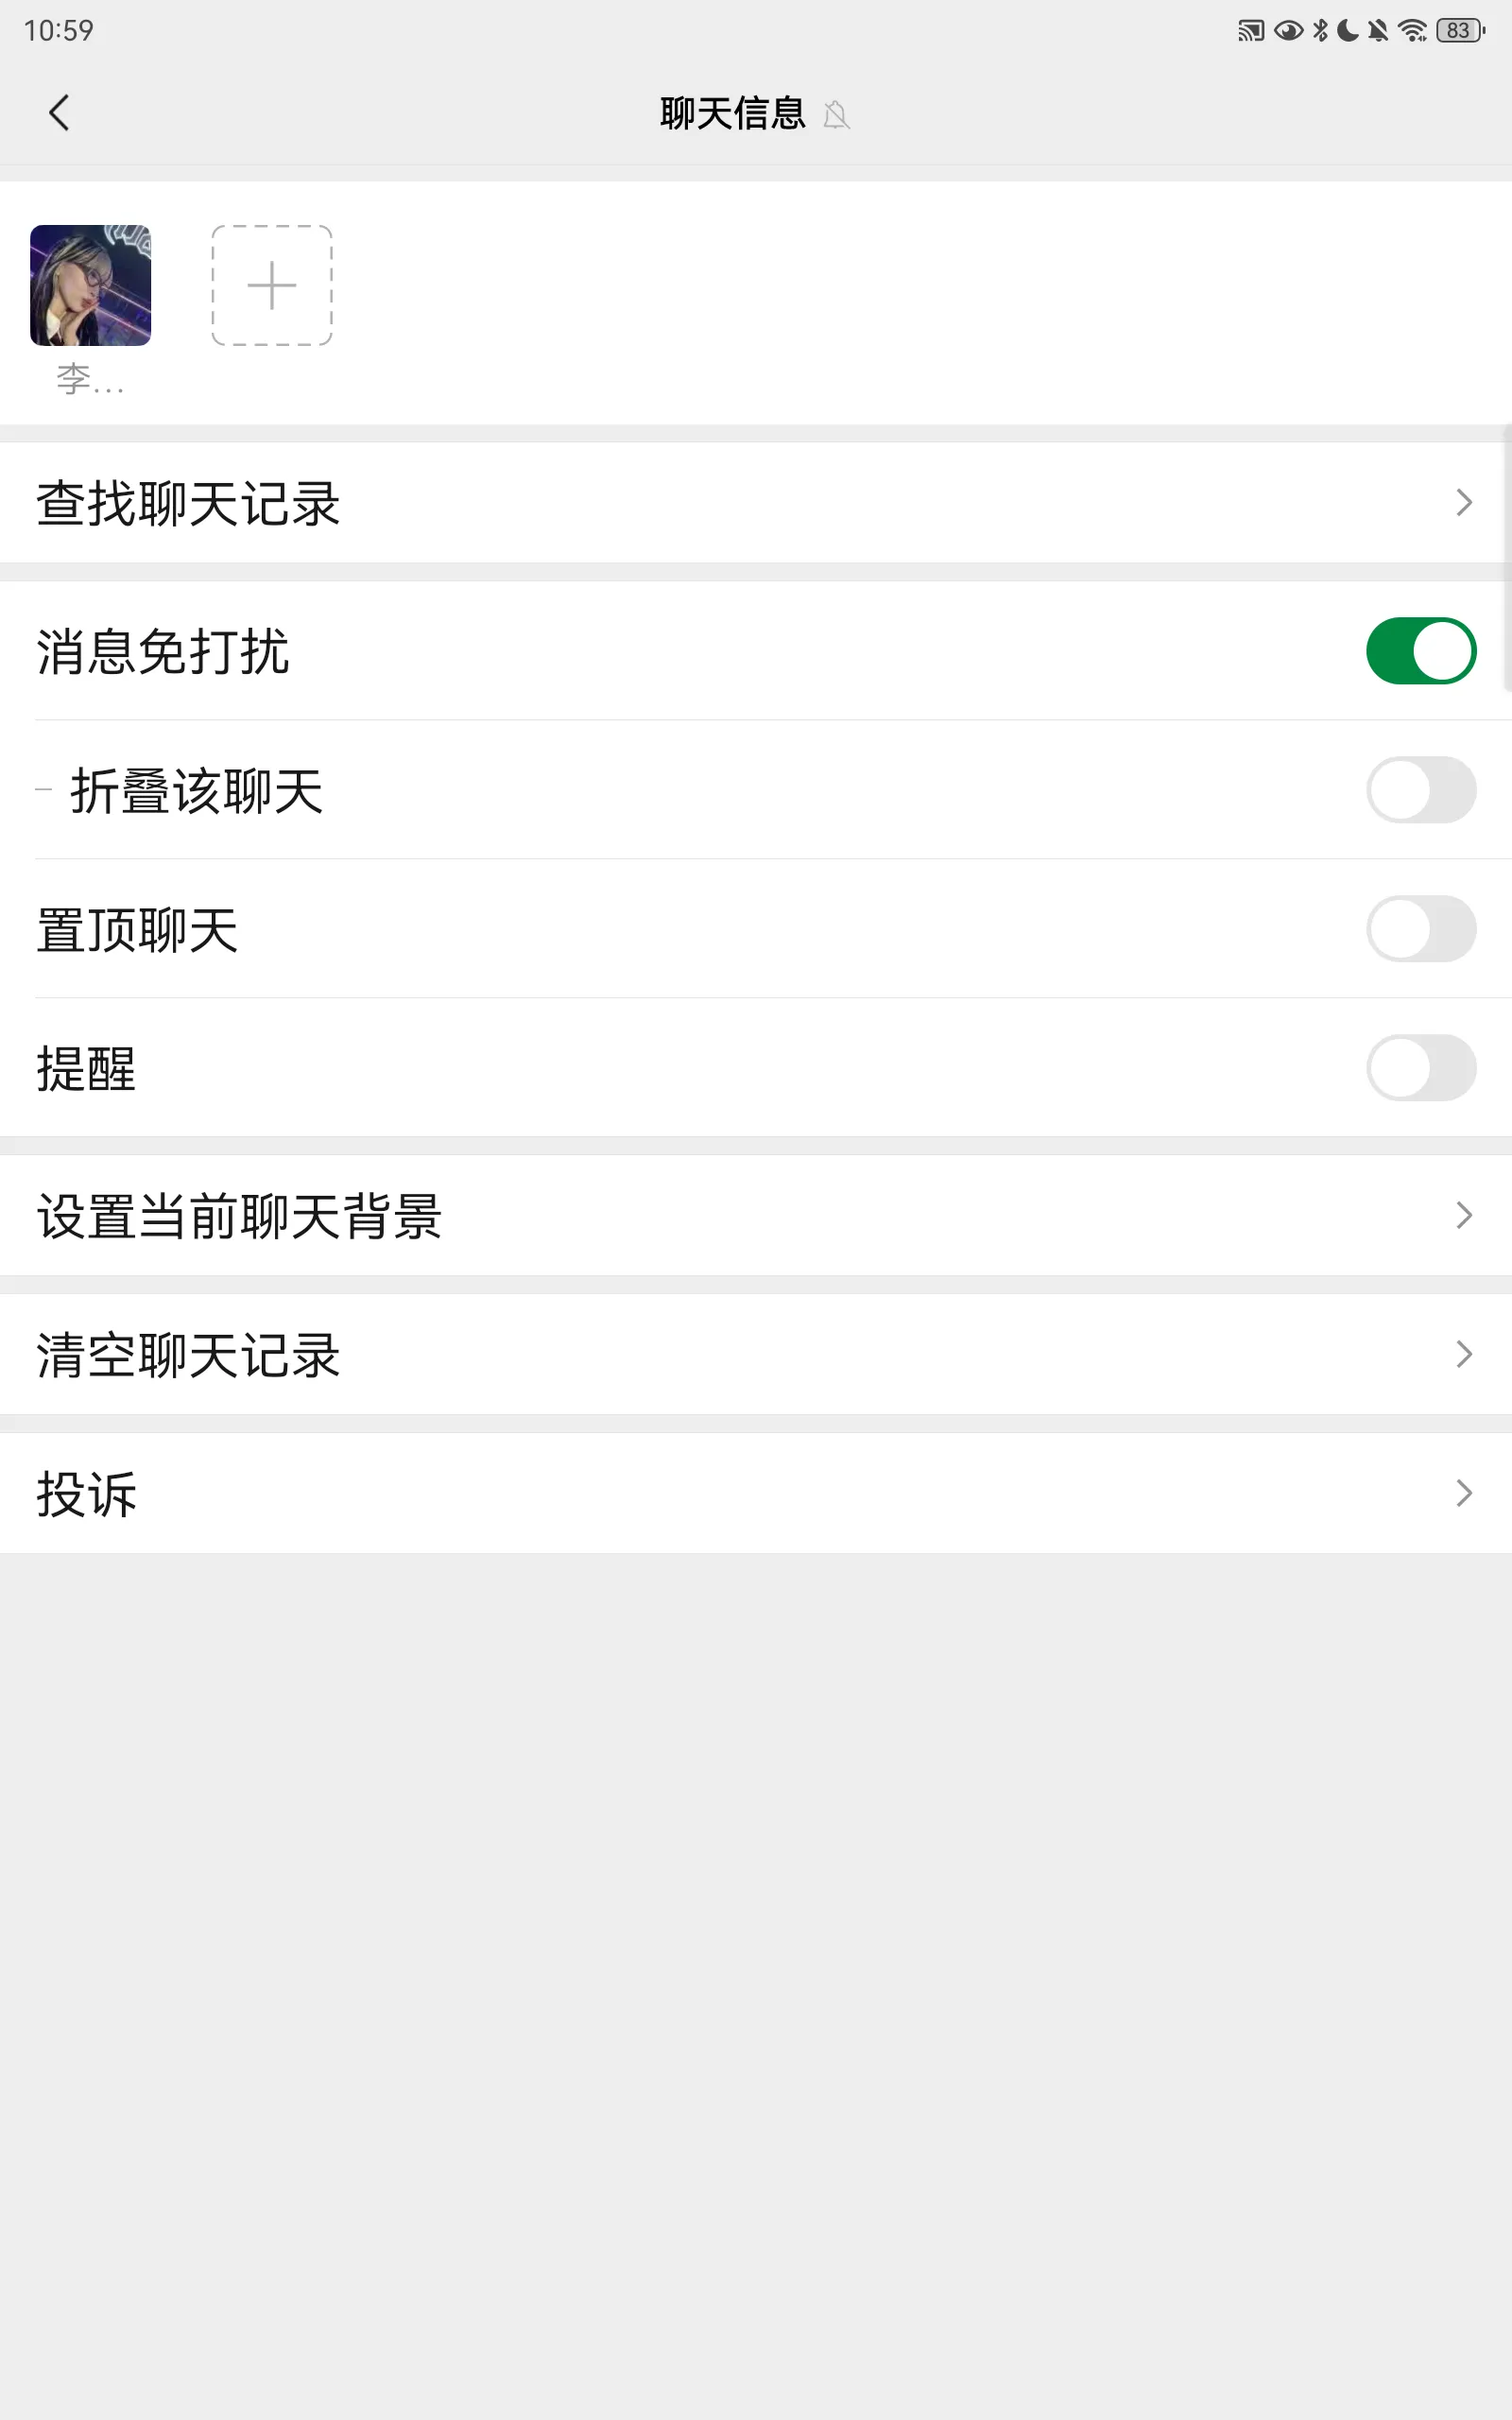 10:59
83
聊天信息
李...
查找聊天记录
消息免打扰
折叠该聊天
置顶聊天
提醒
设置当前聊天背景
清空聊天记录
投诉